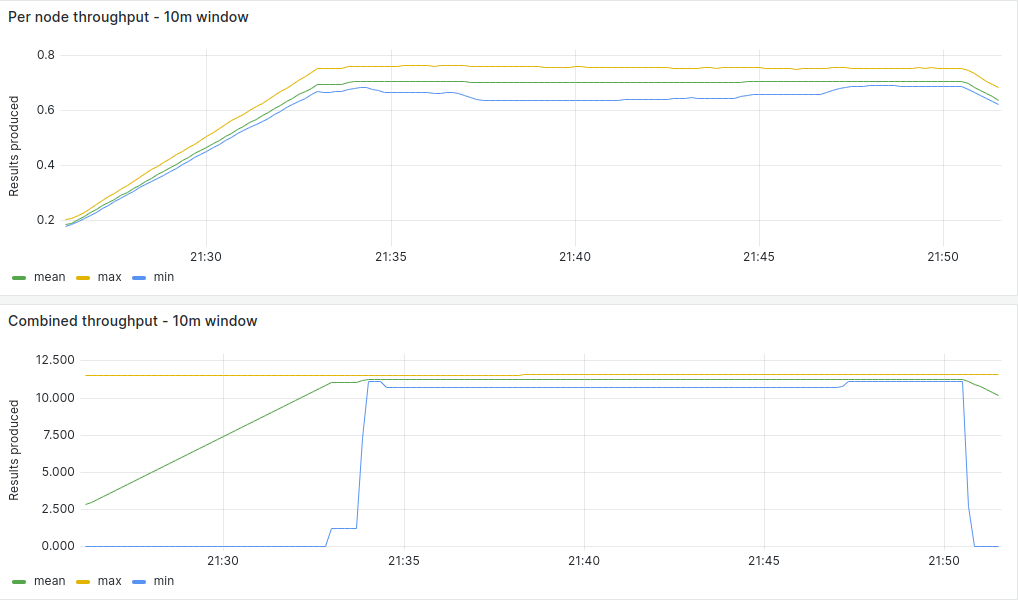 Per node throughput - 10m window
Results produced
0.8
0.6
0.4
0.2
21:30 21:35 21:40 21:45 21:50
mean max min
Combined throughput - 10m window
Results produced
12.500
10.000
7.500
5.000
2.500
0.000
21:30 21:35 21:40 21:45 21:50
mean max min